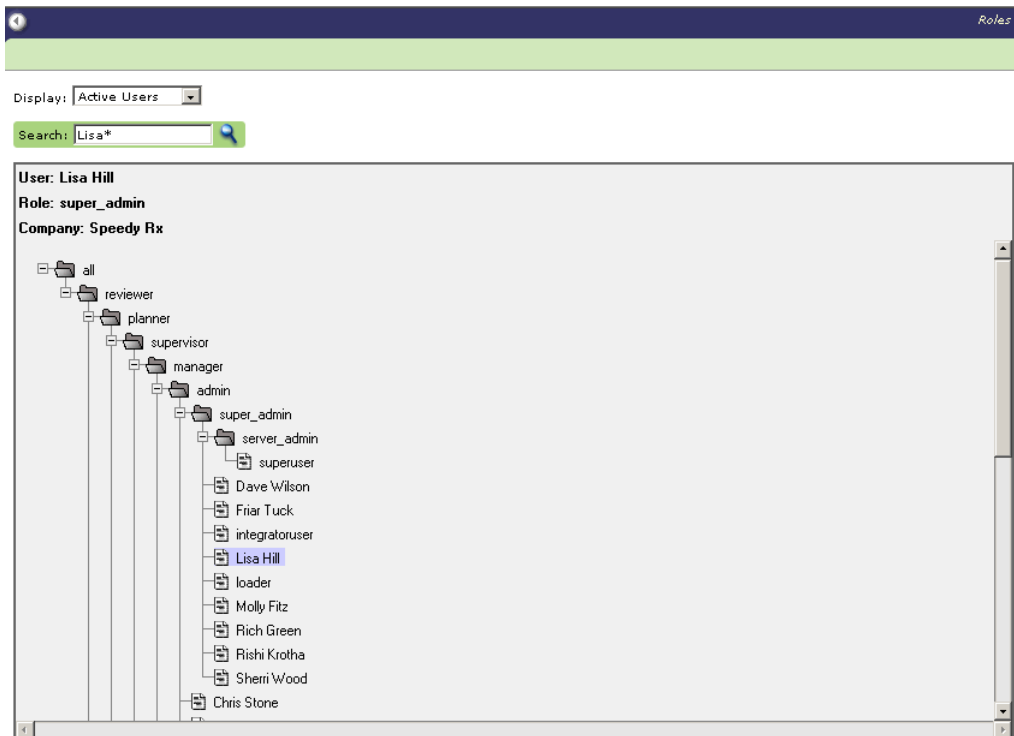 Roles
Display: Active Users
Search: Lisa*
User: Lisa Hill
Role: super_admin
Company: Speedy Rx
all
reviewer
planner
supervisor
manager
admin
super_admin
server_admin
superuser
Dave Wilson
Friar Tuck
integratoruser
Lisa Hill
loader
Molly Fitz
Rich Green
Rishi Krotha
Sherri Wood
Chris Stone